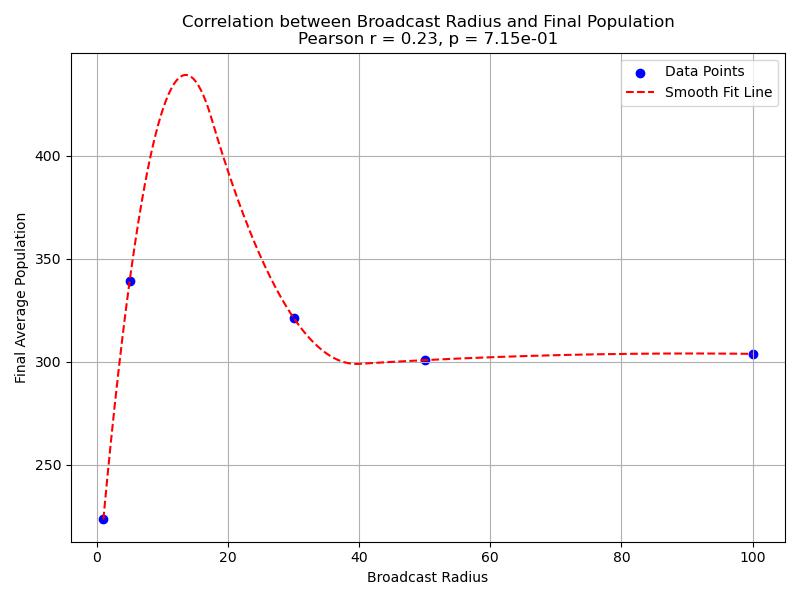 Correlation between Broadcast Radius and Final Population
Pearson r = 0.23, p = 7.15e-01
Data Points
Smooth Fit Line
Final Average Population
400
350
300
250
0 20 40 60 80 100
Broadcast Radius